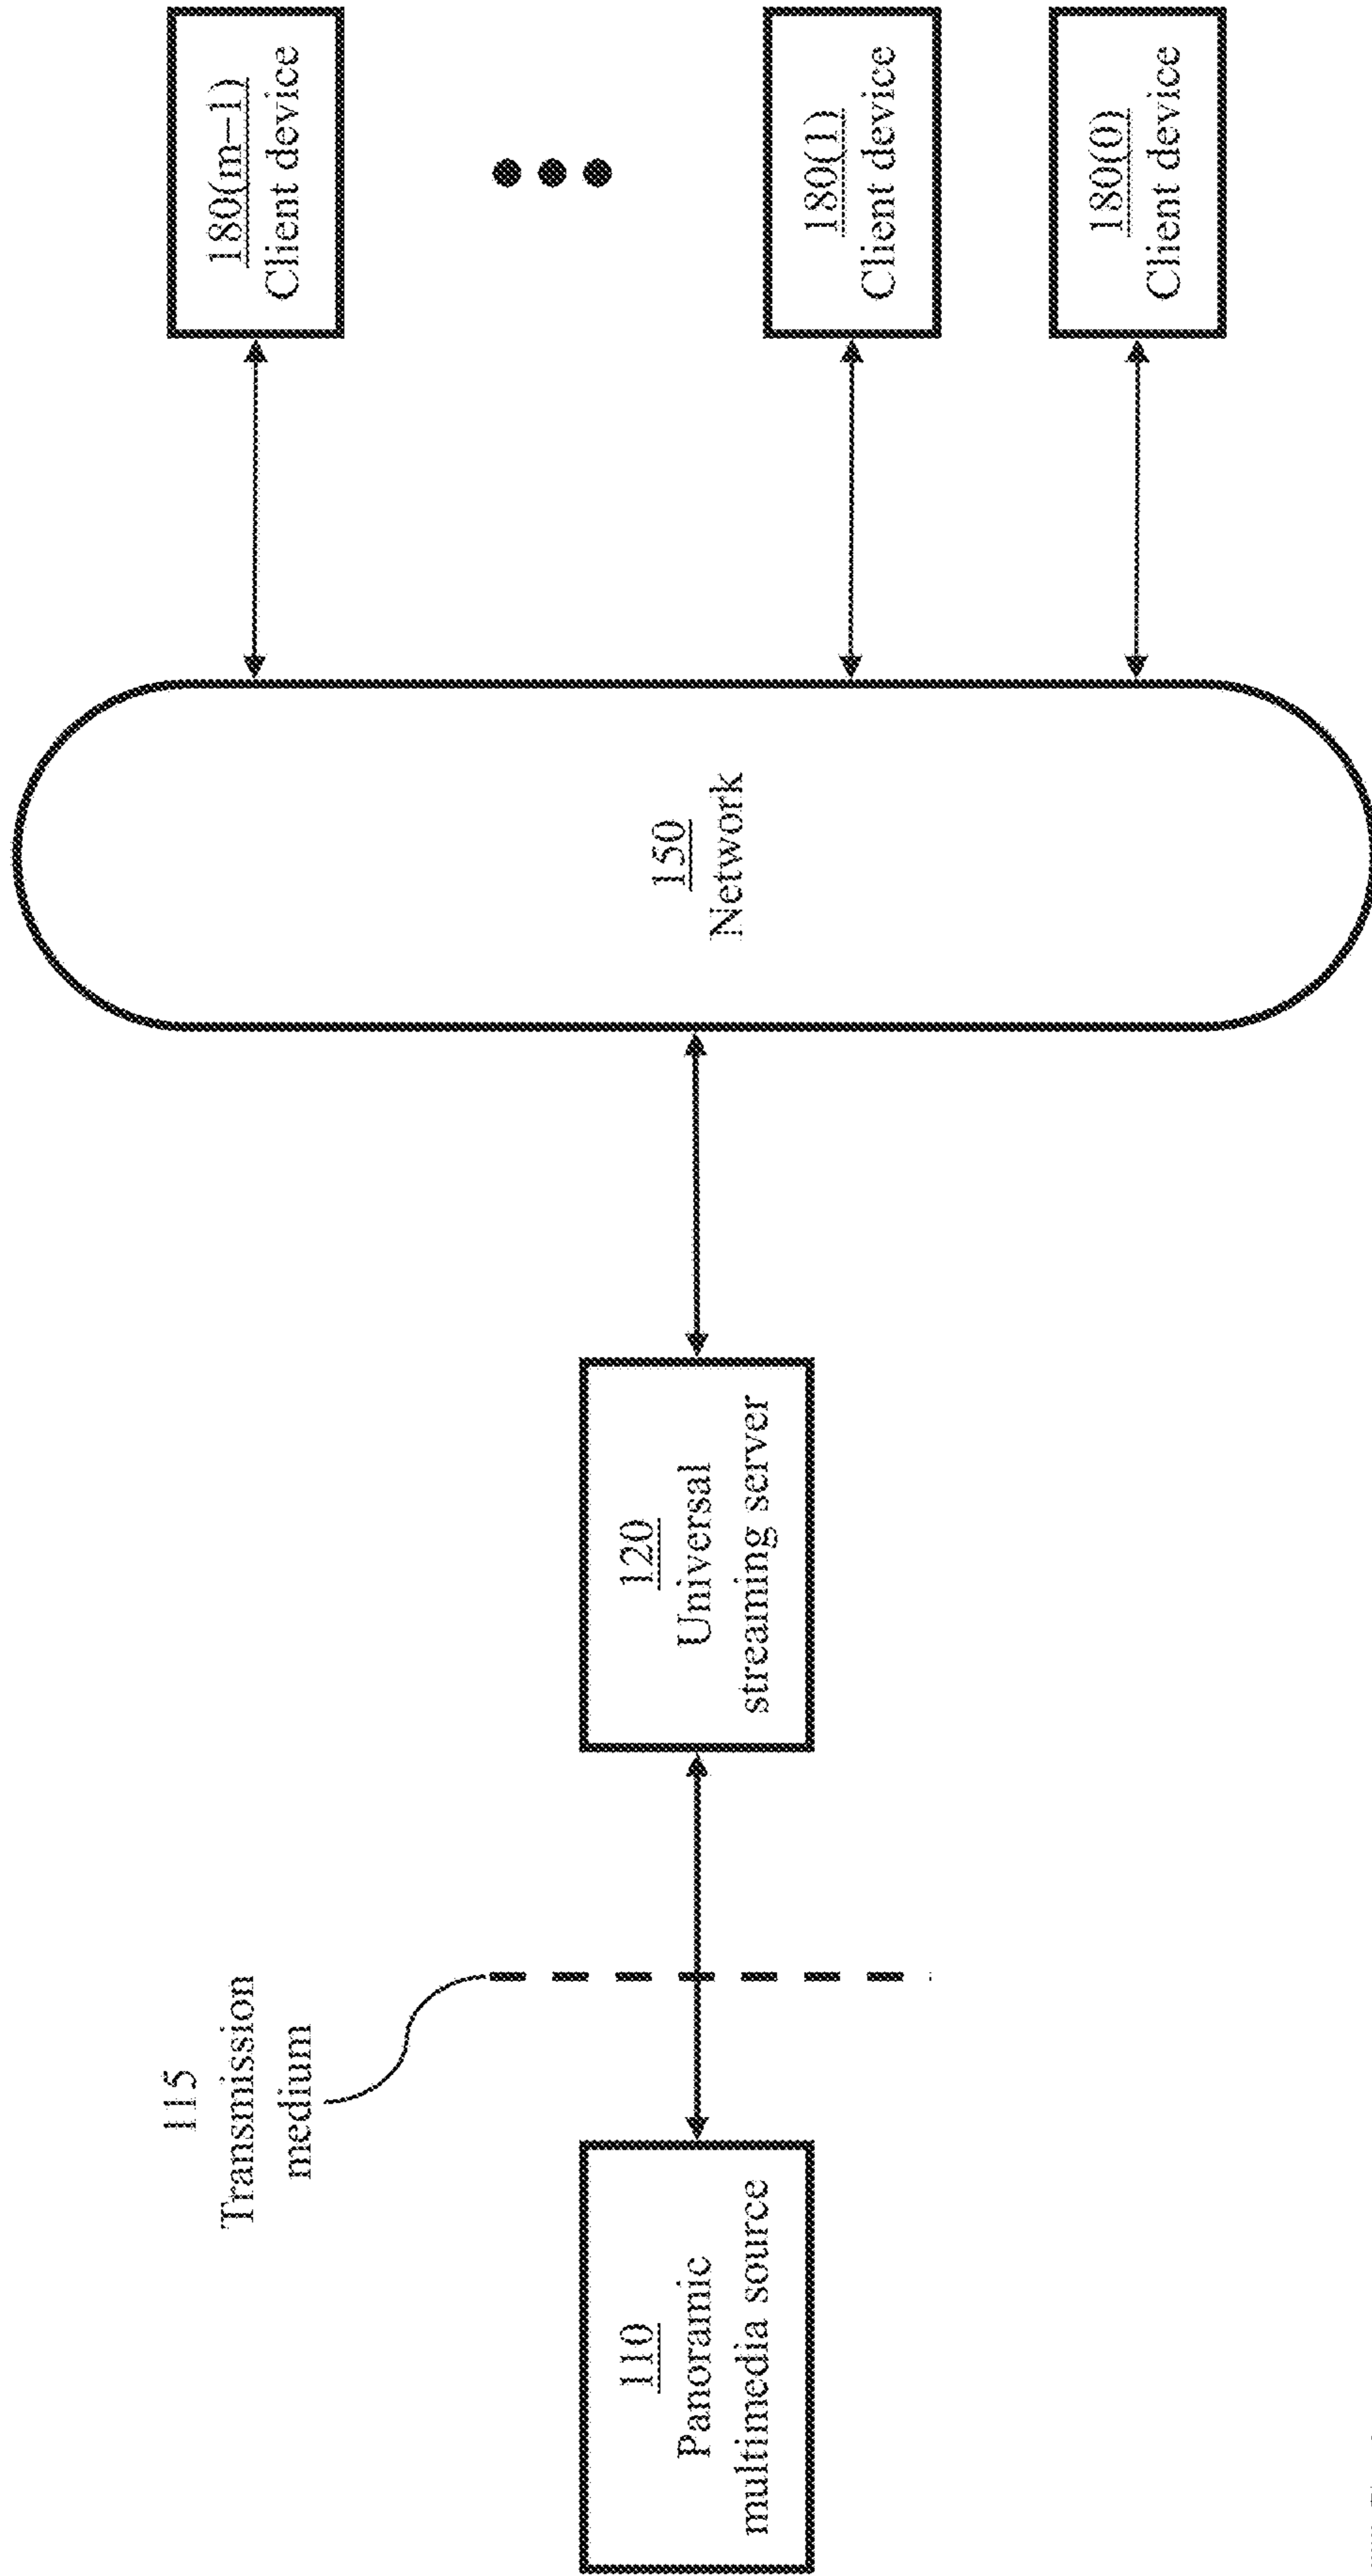 115
Transmission
medium
110
Panoramic
multimedia source
120
Universal
streaming server
150
Network
180(m−1)
Client device
180(1)
Client device
180(0)
Client device